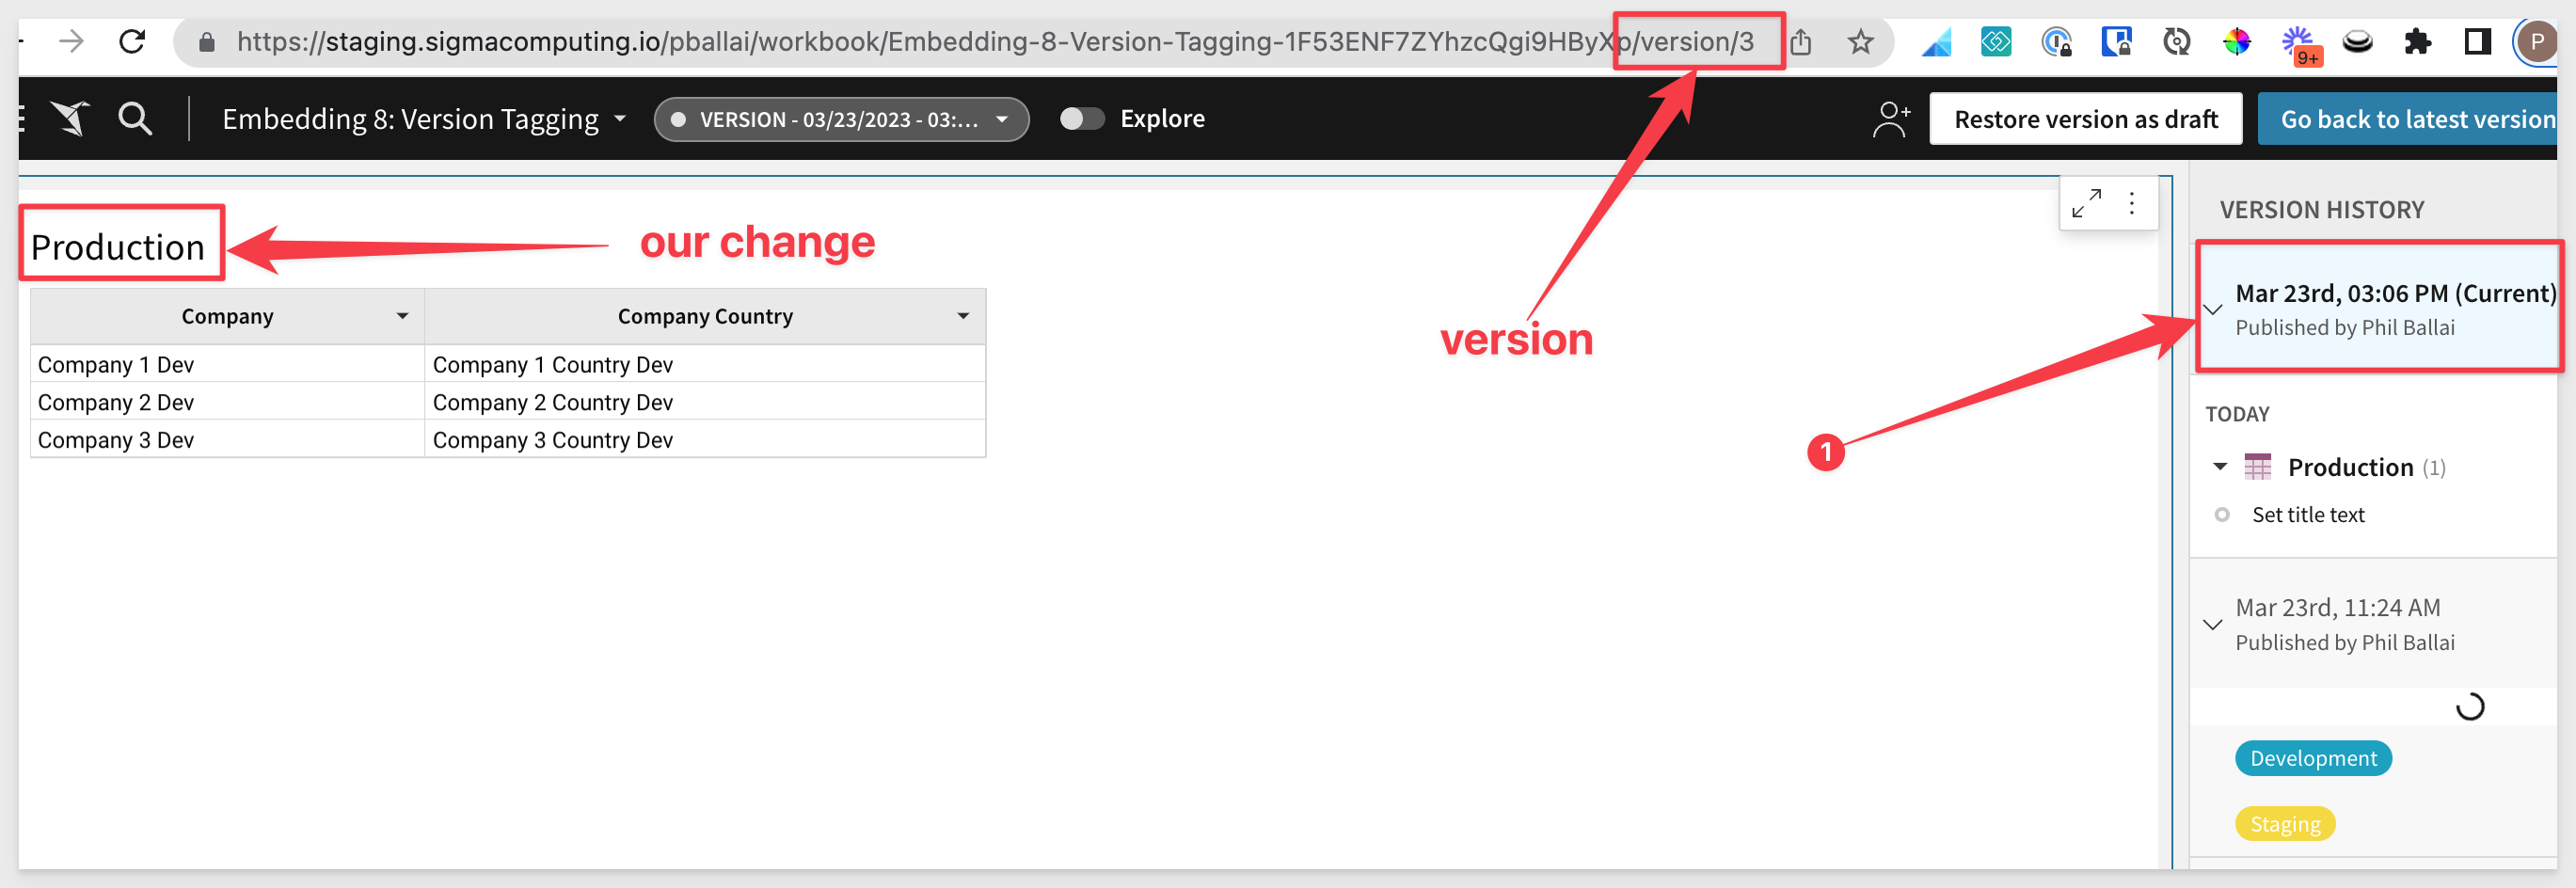 https://staging.sigmacomputing.io/pballai/workbook/Embedding-8-Version-Tagging-1F53ENF7ZYhzcQgi9HByXp/version/3
9+
P
Embedding 8: Version Tagging
VERSION - 03/23/2023 - 03:...
Explore
Restore version as draft
Go back to latest version
Production
our change
version
1
Company
Company Country
Company 1 Dev
Company 1 Country Dev
Company 2 Dev
Company 2 Country Dev
Company 3 Dev
Company 3 Country Dev
VERSION HISTORY
Mar 23rd, 03:06 PM (Current)
Published by Phil Ballai
TODAY
Production (1)
Set title text
Mar 23rd, 11:24 AM
Published by Phil Ballai
Development
Staging